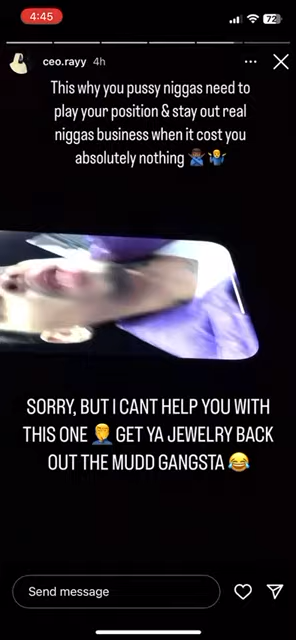 4:45
72
ceo.rayy 4h
This why you pussy niggas need to
play your position & stay out real
niggas business when it cost you
absolutely nothing 🙅🏾‍♂️🤷‍♂️
SORRY, BUT I CANT HELP YOU WITH
THIS ONE 🤦‍♂️ GET YA JEWELRY BACK
OUT THE MUDD GANGSTA 😂
Send message